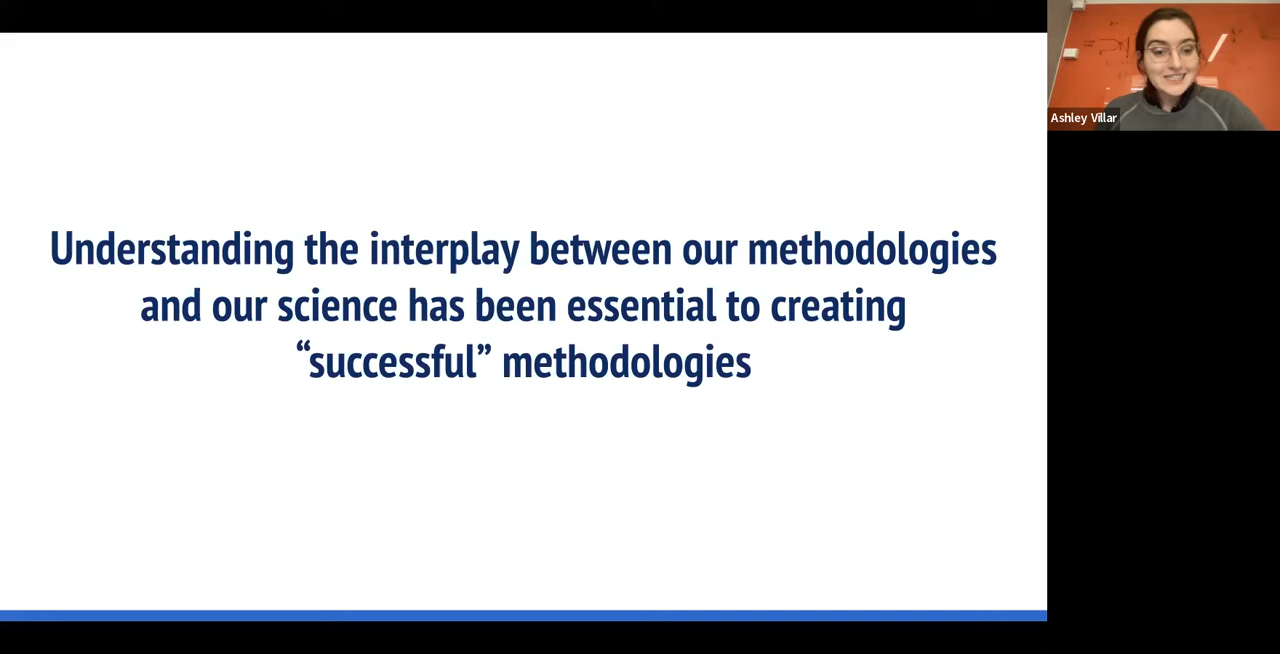 Understanding the interplay between our methodologies
and our science has been essential to creating
“successful” methodologies
Ashley Villar